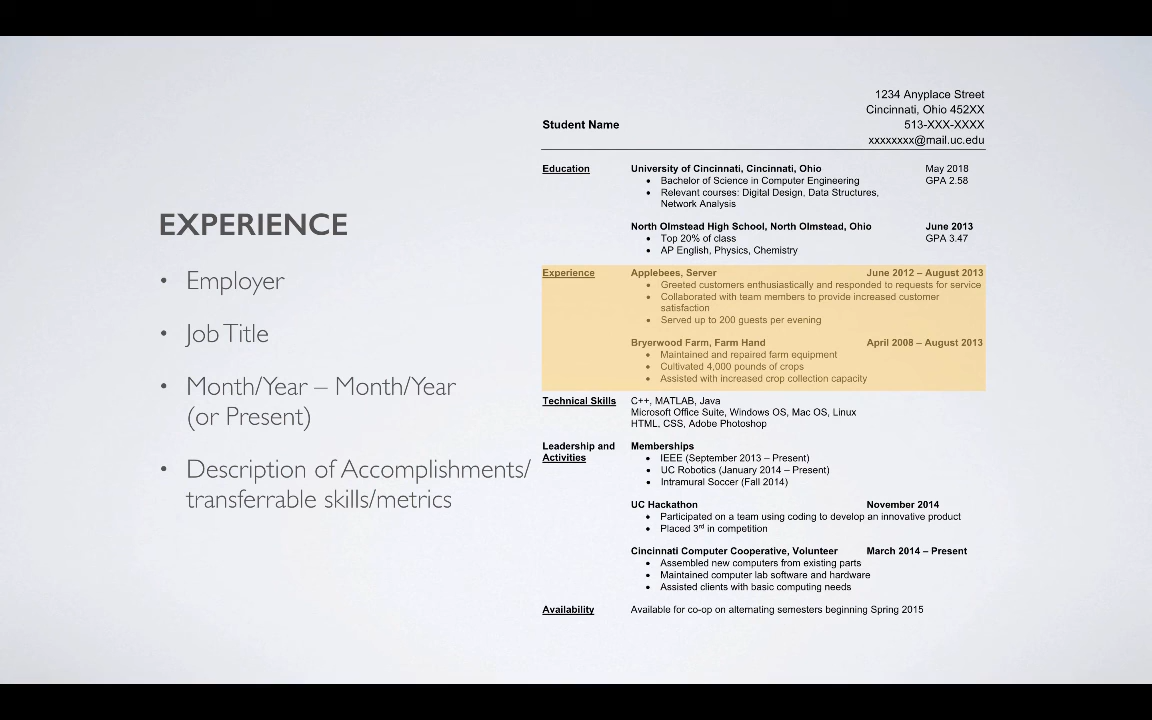 EXPERIENCE
• Employer
• Job Title
• Month/Year – Month/Year
(or Present)
• Description of Accomplishments/
transferrable skills/metrics
1234 Anyplace Street
Cincinnati, Ohio 452XX
Student Name 513-XXX-XXXX
xxxxxxxx@mail.uc.edu
Education University of Cincinnati, Cincinnati, Ohio May 2018
• Bachelor of Science in Computer Engineering GPA 2.58
• Relevant courses: Digital Design, Data Structures,
Network Analysis
North Olmstead High School, North Olmstead, Ohio June 2013
• Top 20% of class GPA 3.47
• AP English, Physics, Chemistry
Experience Applebees, Server June 2012 – August 2013
• Greeted customers enthusiastically and responded to requests for service
• Collaborated with team members to provide increased customer
satisfaction
• Served up to 200 guests per evening
Bryerwood Farm, Farm Hand April 2008 – August 2013
• Maintained and repaired farm equipment
• Cultivated 4,000 pounds of crops
• Assisted with increased crop collection capacity
Technical Skills C++, MATLAB, Java
Microsoft Office Suite, Windows OS, Mac OS, Linux
HTML, CSS, Adobe Photoshop
Leadership and Memberships
Activities • IEEE (September 2013 – Present)
• UC Robotics (January 2014 – Present)
• Intramural Soccer (Fall 2014)
UC Hackathon November 2014
• Participated on a team using coding to develop an innovative product
• Placed 3rd in competition
Cincinnati Computer Cooperative, Volunteer March 2014 – Present
• Assembled new computers from existing parts
• Maintained computer lab software and hardware
• Assisted clients with basic computing needs
Availability Available for co-op on alternating semesters beginning Spring 2015